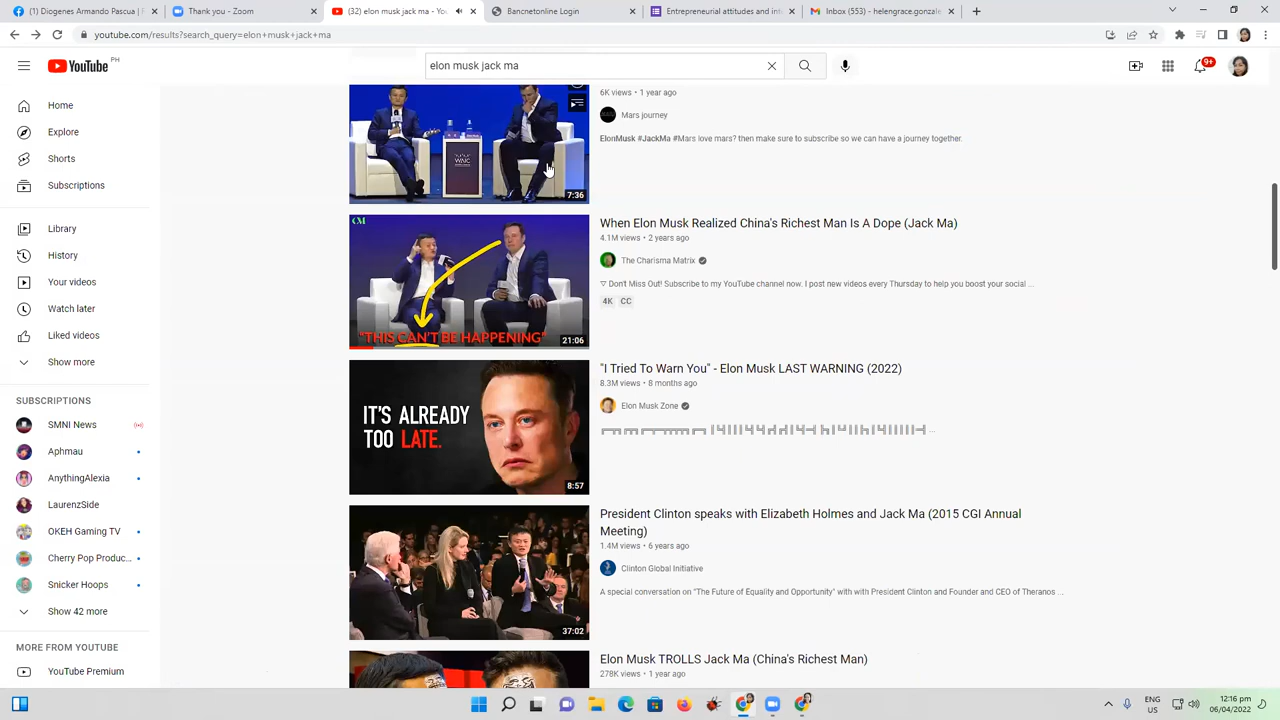 (1) Diogenes Armando Pascua |
Thank you - Zoom
(32) elon musk jack ma - You
Bancnetonline Login
Entrepreneurial attitudes and int
Inbox (553) - helengrace.gonzale
youtube.com/results?search_query=elon+musk+jack+ma
YouTube PH
elon musk jack ma
9+
Home
Explore
Shorts
Subscriptions
Library
History
Your videos
Watch later
Liked videos
Show more
SUBSCRIPTIONS
SMNI News
Aphmau
AnythingAlexia
LaurenzSide
OKEH Gaming TV
Cherry Pop Produc...
Snicker Hoops
Show 42 more
MORE FROM YOUTUBE
YouTube Premium
WAIC
7:36
6K views • 1 year ago
Mars journey
ElonMusk #JackMa #Mars love mars? then make sure to subscribe so we can have a journey together.
CM
"THIS CAN'T BE HAPPENING"
21:06
When Elon Musk Realized China's Richest Man Is A Dope (Jack Ma)
4.1M views • 2 years ago
The Charisma Matrix
▽ Don't Miss Out! Subscribe to my YouTube channel now. I post new videos every Thursday to help you boost your social ...
4K CC
IT'S ALREADY
TOO LATE.
8:57
"I Tried To Warn You" - Elon Musk LAST WARNING (2022)
8.3M views • 8 months ago
Elon Musk Zone
37:02
President Clinton speaks with Elizabeth Holmes and Jack Ma (2015 CGI Annual
Meeting)
1.4M views • 6 years ago
Clinton Global Initiative
A special conversation on "The Future of Equality and Opportunity" with with President Clinton and Founder and CEO of Theranos ...
Elon Musk TROLLS Jack Ma (China's Richest Man)
278K views • 1 year ago
ENG
US
12:16 pm
06/04/2022